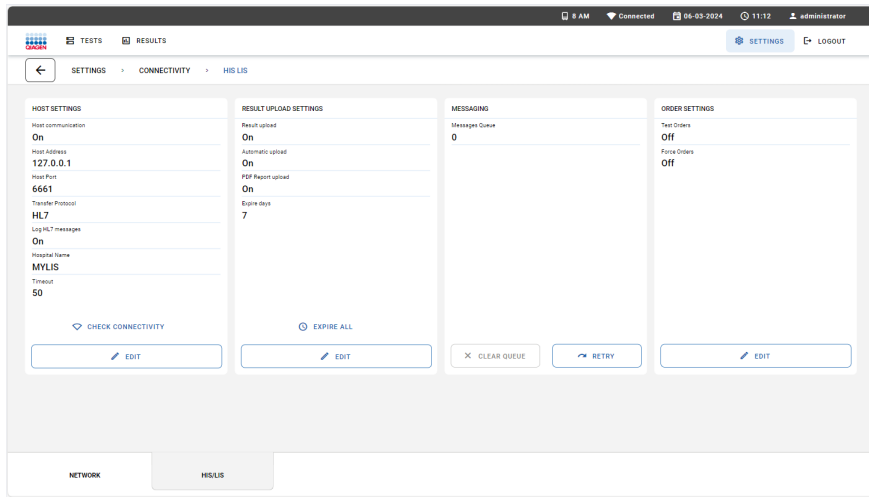 8 AM Connected 06-03-2024 11:12 administrator
QIAGEN TESTS RESULTS SETTINGS LOGOUT
SETTINGS › CONNECTIVITY › HIS LIS
HOST SETTINGS
Host communication
On
Host Address
127.0.0.1
Host Port
6661
Transfer Protocol
HL7
Log HL7 messages
On
Hospital Name
MYLIS
Timeout
50
CHECK CONNECTIVITY
EDIT
RESULT UPLOAD SETTINGS
Result upload
On
Automatic upload
On
PDF Report upload
On
Expire days
7
EXPIRE ALL
EDIT
MESSAGING
Messages Queue
0
CLEAR QUEUE RETRY
ORDER SETTINGS
Test Orders
Off
Force Orders
Off
EDIT
NETWORK HIS/LIS